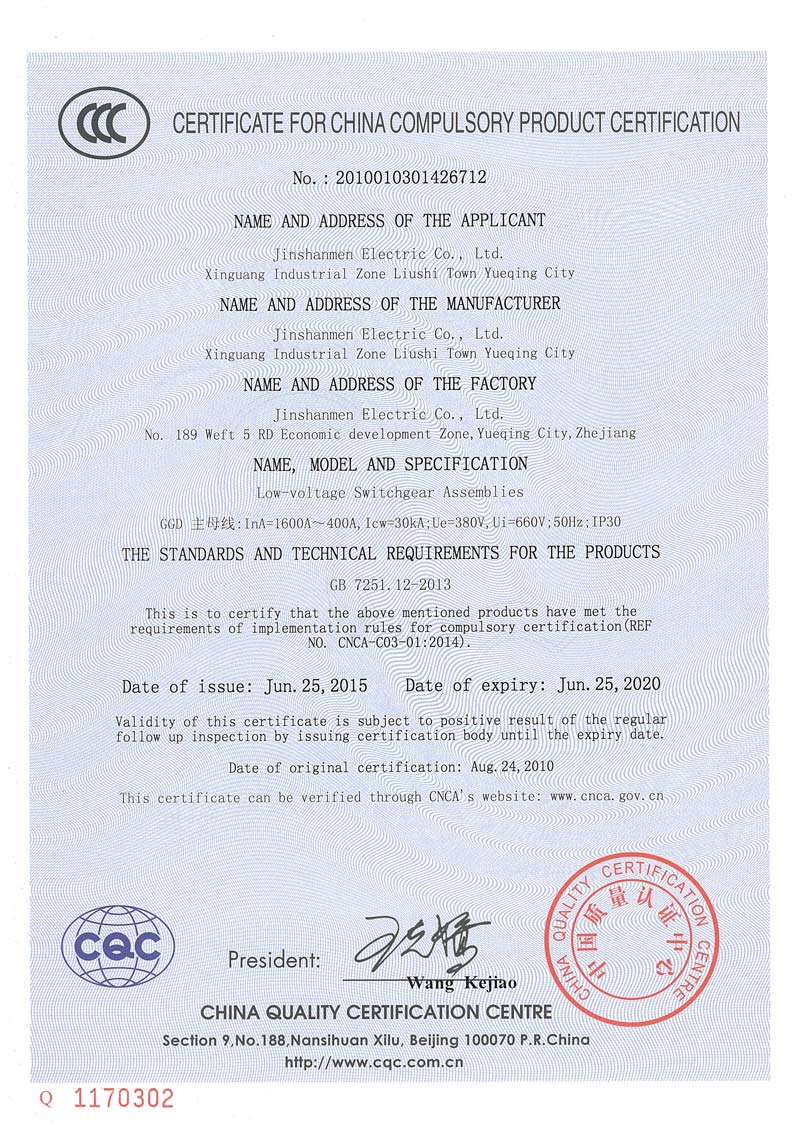 CCC
CERTIFICATE FOR CHINA COMPULSORY PRODUCT CERTIFICATION
No.: 2010010301426712
NAME AND ADDRESS OF THE APPLICANT
Jinshanmen Electric Co., Ltd.
Xinguang Industrial Zone Liushi Town Yueqing City
NAME AND ADDRESS OF THE MANUFACTURER
Jinshanmen Electric Co., Ltd.
Xinguang Industrial Zone Liushi Town Yueqing City
NAME AND ADDRESS OF THE FACTORY
Jinshanmen Electric Co., Ltd.
No. 189 Weft 5 RD Economic development Zone,Yueqing City,Zhejiang
NAME, MODEL AND SPECIFICATION
Low-voltage Switchgear Assemblies
GGD 主母线:InA=1600A～400A,Icw=30kA;Ue=380V,Ui=660V;50Hz;IP30
THE STANDARDS AND TECHNICAL REQUIREMENTS FOR THE PRODUCTS
GB 7251.12-2013
This is to certify that the above mentioned products have met the
requirements of implementation rules for compulsory certification(REF
NO. CNCA-C03-01:2014).
Date of issue: Jun.25,2015 Date of expiry: Jun.25,2020
Validity of this certificate is subject to positive result of the regular
follow up inspection by issuing certification body until the expiry date.
Date of original certification: Aug.24,2010
This certificate can be verified through CNCA's website: www.cnca.gov.cn
CHINA QUALITY CERTIFICATION CENTRE
中国质量认证中心
CQC
President: 王克娇
Wang Kejiao
CHINA QUALITY CERTIFICATION CENTRE
Section 9,No.188,Nansihuan Xilu, Beijing 100070 P.R.China
http://www.cqc.com.cn
Q 1170302